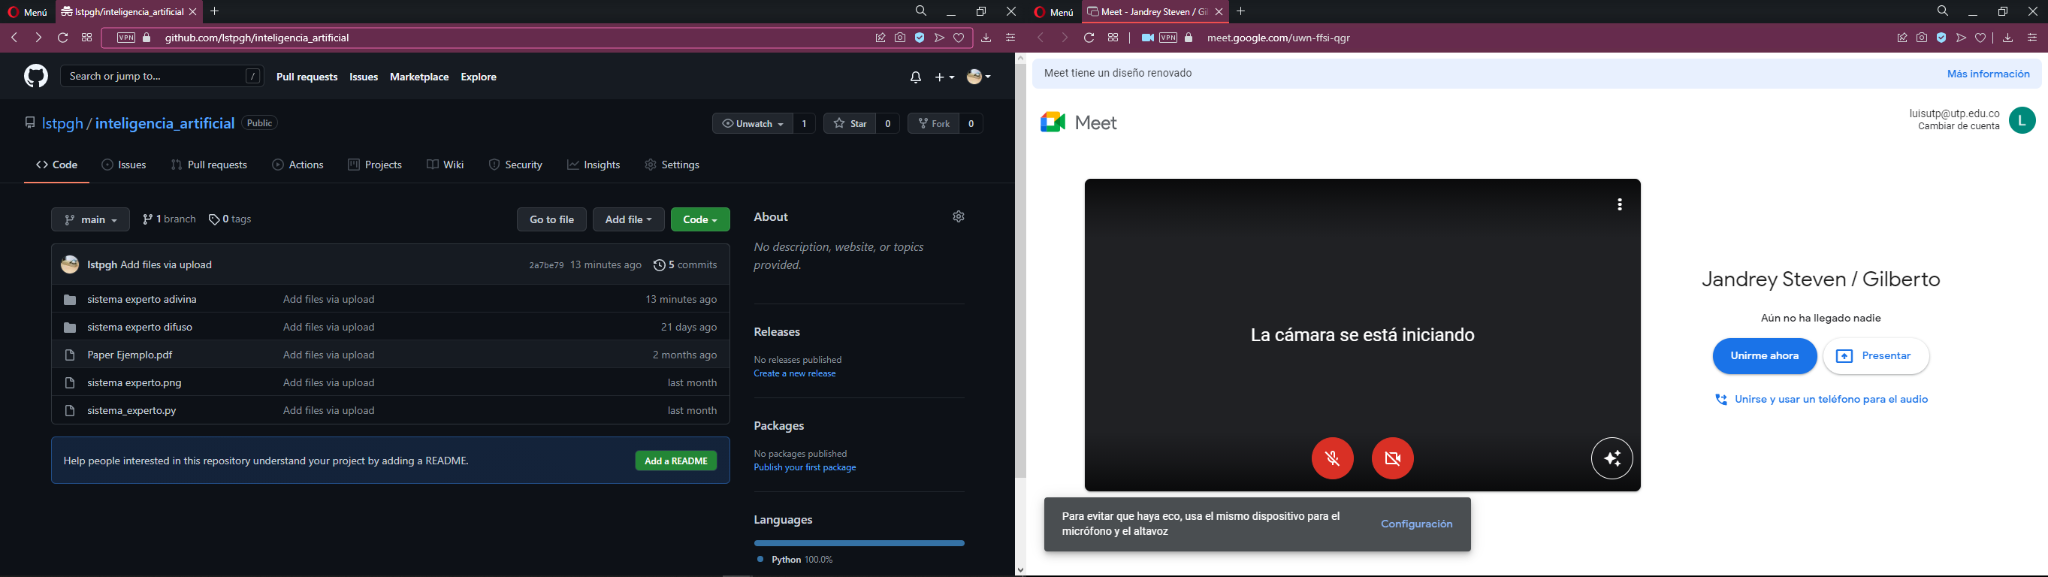 Menú
lstpgh/inteligencia_artificial
VPN
github.com/lstpgh/inteligencia_artificial
Search or jump to...
/
Pull requests
Issues
Marketplace
Explore
lstpgh / inteligencia_artificial
Public
Unwatch
1
Star
0
Fork
0
Code
Issues
Pull requests
Actions
Projects
Wiki
Security
Insights
Settings
main
1 branch
0 tags
Go to file
Add file
Code
lstpgh Add files via upload
2a7be79 13 minutes ago
5 commits
sistema experto adivina
Add files via upload
13 minutes ago
sistema experto difuso
Add files via upload
21 days ago
Paper Ejemplo.pdf
Add files via upload
2 months ago
sistema experto.png
Add files via upload
last month
sistema_experto.py
Add files via upload
last month
Help people interested in this repository understand your project by adding a README.
Add a README
About
No description, website, or topics
provided.
Releases
No releases published
Create a new release
Packages
No packages published
Publish your first package
Languages
Python 100.0%
Menú
Meet - Jandrey Steven / Gi
VPN
meet.google.com/uwn-ffsi-qgr
Meet tiene un diseño renovado
Más información
Meet
luisutp@utp.edu.co
Cambiar de cuenta
L
La cámara se está iniciando
Jandrey Steven / Gilberto
Aún no ha llegado nadie
Unirme ahora
Presentar
Unirse y usar un teléfono para el audio
Para evitar que haya eco, usa el mismo dispositivo para el
micrófono y el altavoz
Configuración